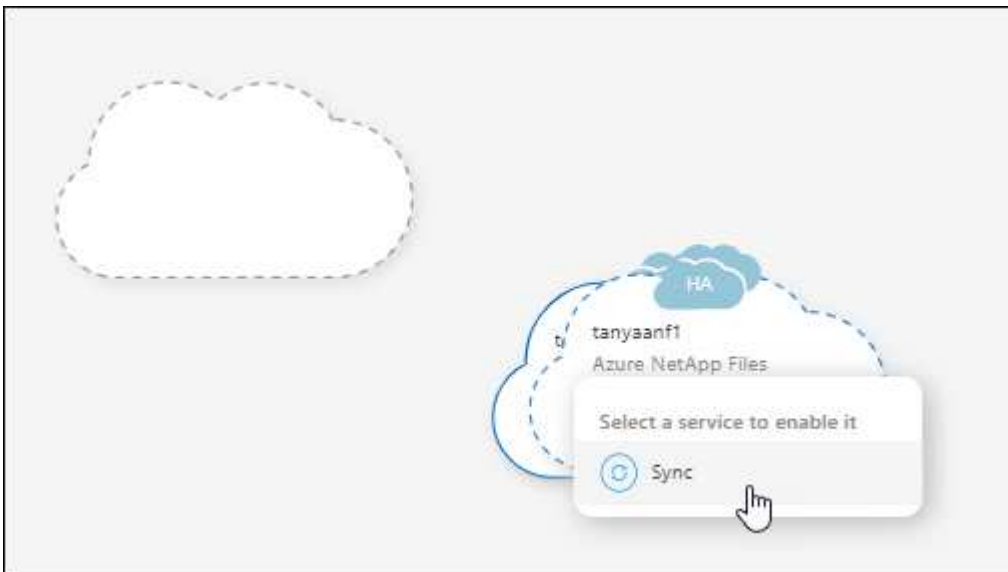 HA
tanyaanf1
Azure NetApp Files
Select a service to enable it
Sync